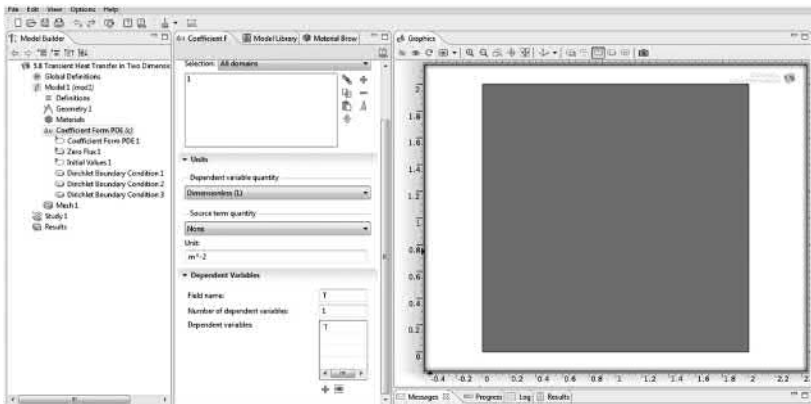 File Edit View Options Help
Model Builder
5.8 Transient Heat Transfer in Two Dimensio
Global Definitions
Model 1 (mod1)
Definitions
Geometry 1
Materials
Coefficient Form PDE (c)
Coefficient Form PDE 1
Zero Flux 1
Initial Values 1
Dirichlet Boundary Condition 1
Dirichlet Boundary Condition 2
Dirichlet Boundary Condition 3
Mesh 1
Study 1
Results
Coefficient F
Model Library
Material Brow
Selection: All domains
1
Units
Dependent variable quantity
Dimensionless (1)
Source term quantity
None
Unit:
m^-2
Dependent Variables
Field name: T
Number of dependent variables: 1
Dependent variables: T
Graphics
2
1.8
1.6
1.4
1.2
1
0.8
0.6
0.4
0.2
0
-0.4 -0.2 0 0.2 0.4 0.6 0.8 1 1.2 1.4 1.6 1.8 2 2.2 2.
Messages
Progress
Log
Results